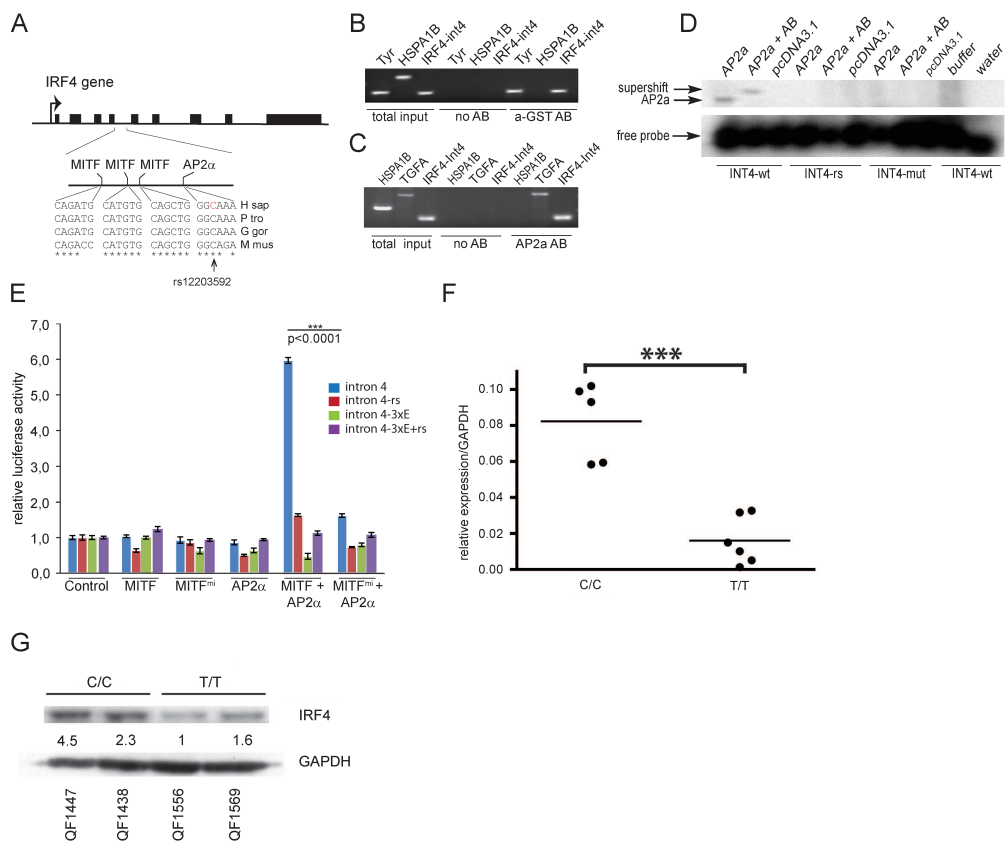 A
IRF4 gene
MITF MITF MITF AP2α
CAGATG CATGTG CAGCTG GGCAAA H sap
CAGATG CATGTG CAGCTG GGCAAA P tro
CAGATG CATGTG CAGCTG GGCAAA G gor
CAGACC CATGTG CAGCTG GGCAGA M mus
**** ****** ****** **** *
rs12203592
B
Tyr HSPA1B IRF4-int4 Tyr HSPA1B IRF4-int4 Tyr HSPA1B IRF4-int4
total input no AB a-GST AB
C
HSPA1B TGFA IRF4-Int4 HSPA1B TGFA IRF4-Int4 HSPA1B TGFA IRF4-Int4
total input no AB AP2a AB
D
AP2a AP2a + AB pcDNA3.1 AP2a AP2a + AB pcDNA3.1 AP2a AP2a + AB pcDNA3.1 buffer water
supershift
AP2a
free probe
INT4-wt INT4-rs INT4-mut INT4-wt
E
relative luciferase activity
7,0
6,0
5,0
4,0
3,0
2,0
1,0
0,0
***
p<0.0001
intron 4
intron 4-rs
intron 4-3xE
intron 4-3xE+rs
Control MITF MITFmi AP2α MITF + MITFmi +
AP2α AP2α
F
relative expression/GAPDH
0.10
0.08
0.06
0.04
0.02
0.00
***
C/C T/T
G
C/C T/T
IRF4
4.5 2.3 1 1.6
GAPDH
QF1447 QF1438 QF1556 QF1569